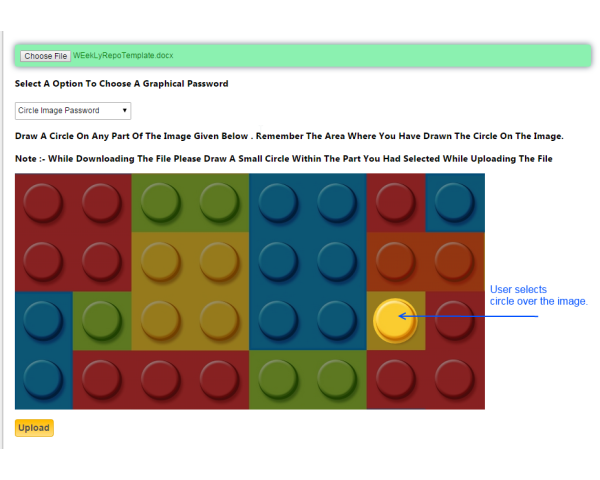 Choose File WEekLyRepoTemplate.docx
Select A Option To Choose A Graphical Password
Circle Image Password
Draw A Circle On Any Part Of The Image Given Below . Remember The Area Where You Have Drawn The Circle On The Image.
Note :- While Downloading The File Please Draw A Small Circle Within The Part You Had Selected While Uploading The File
User selects
circle over the image.
Upload